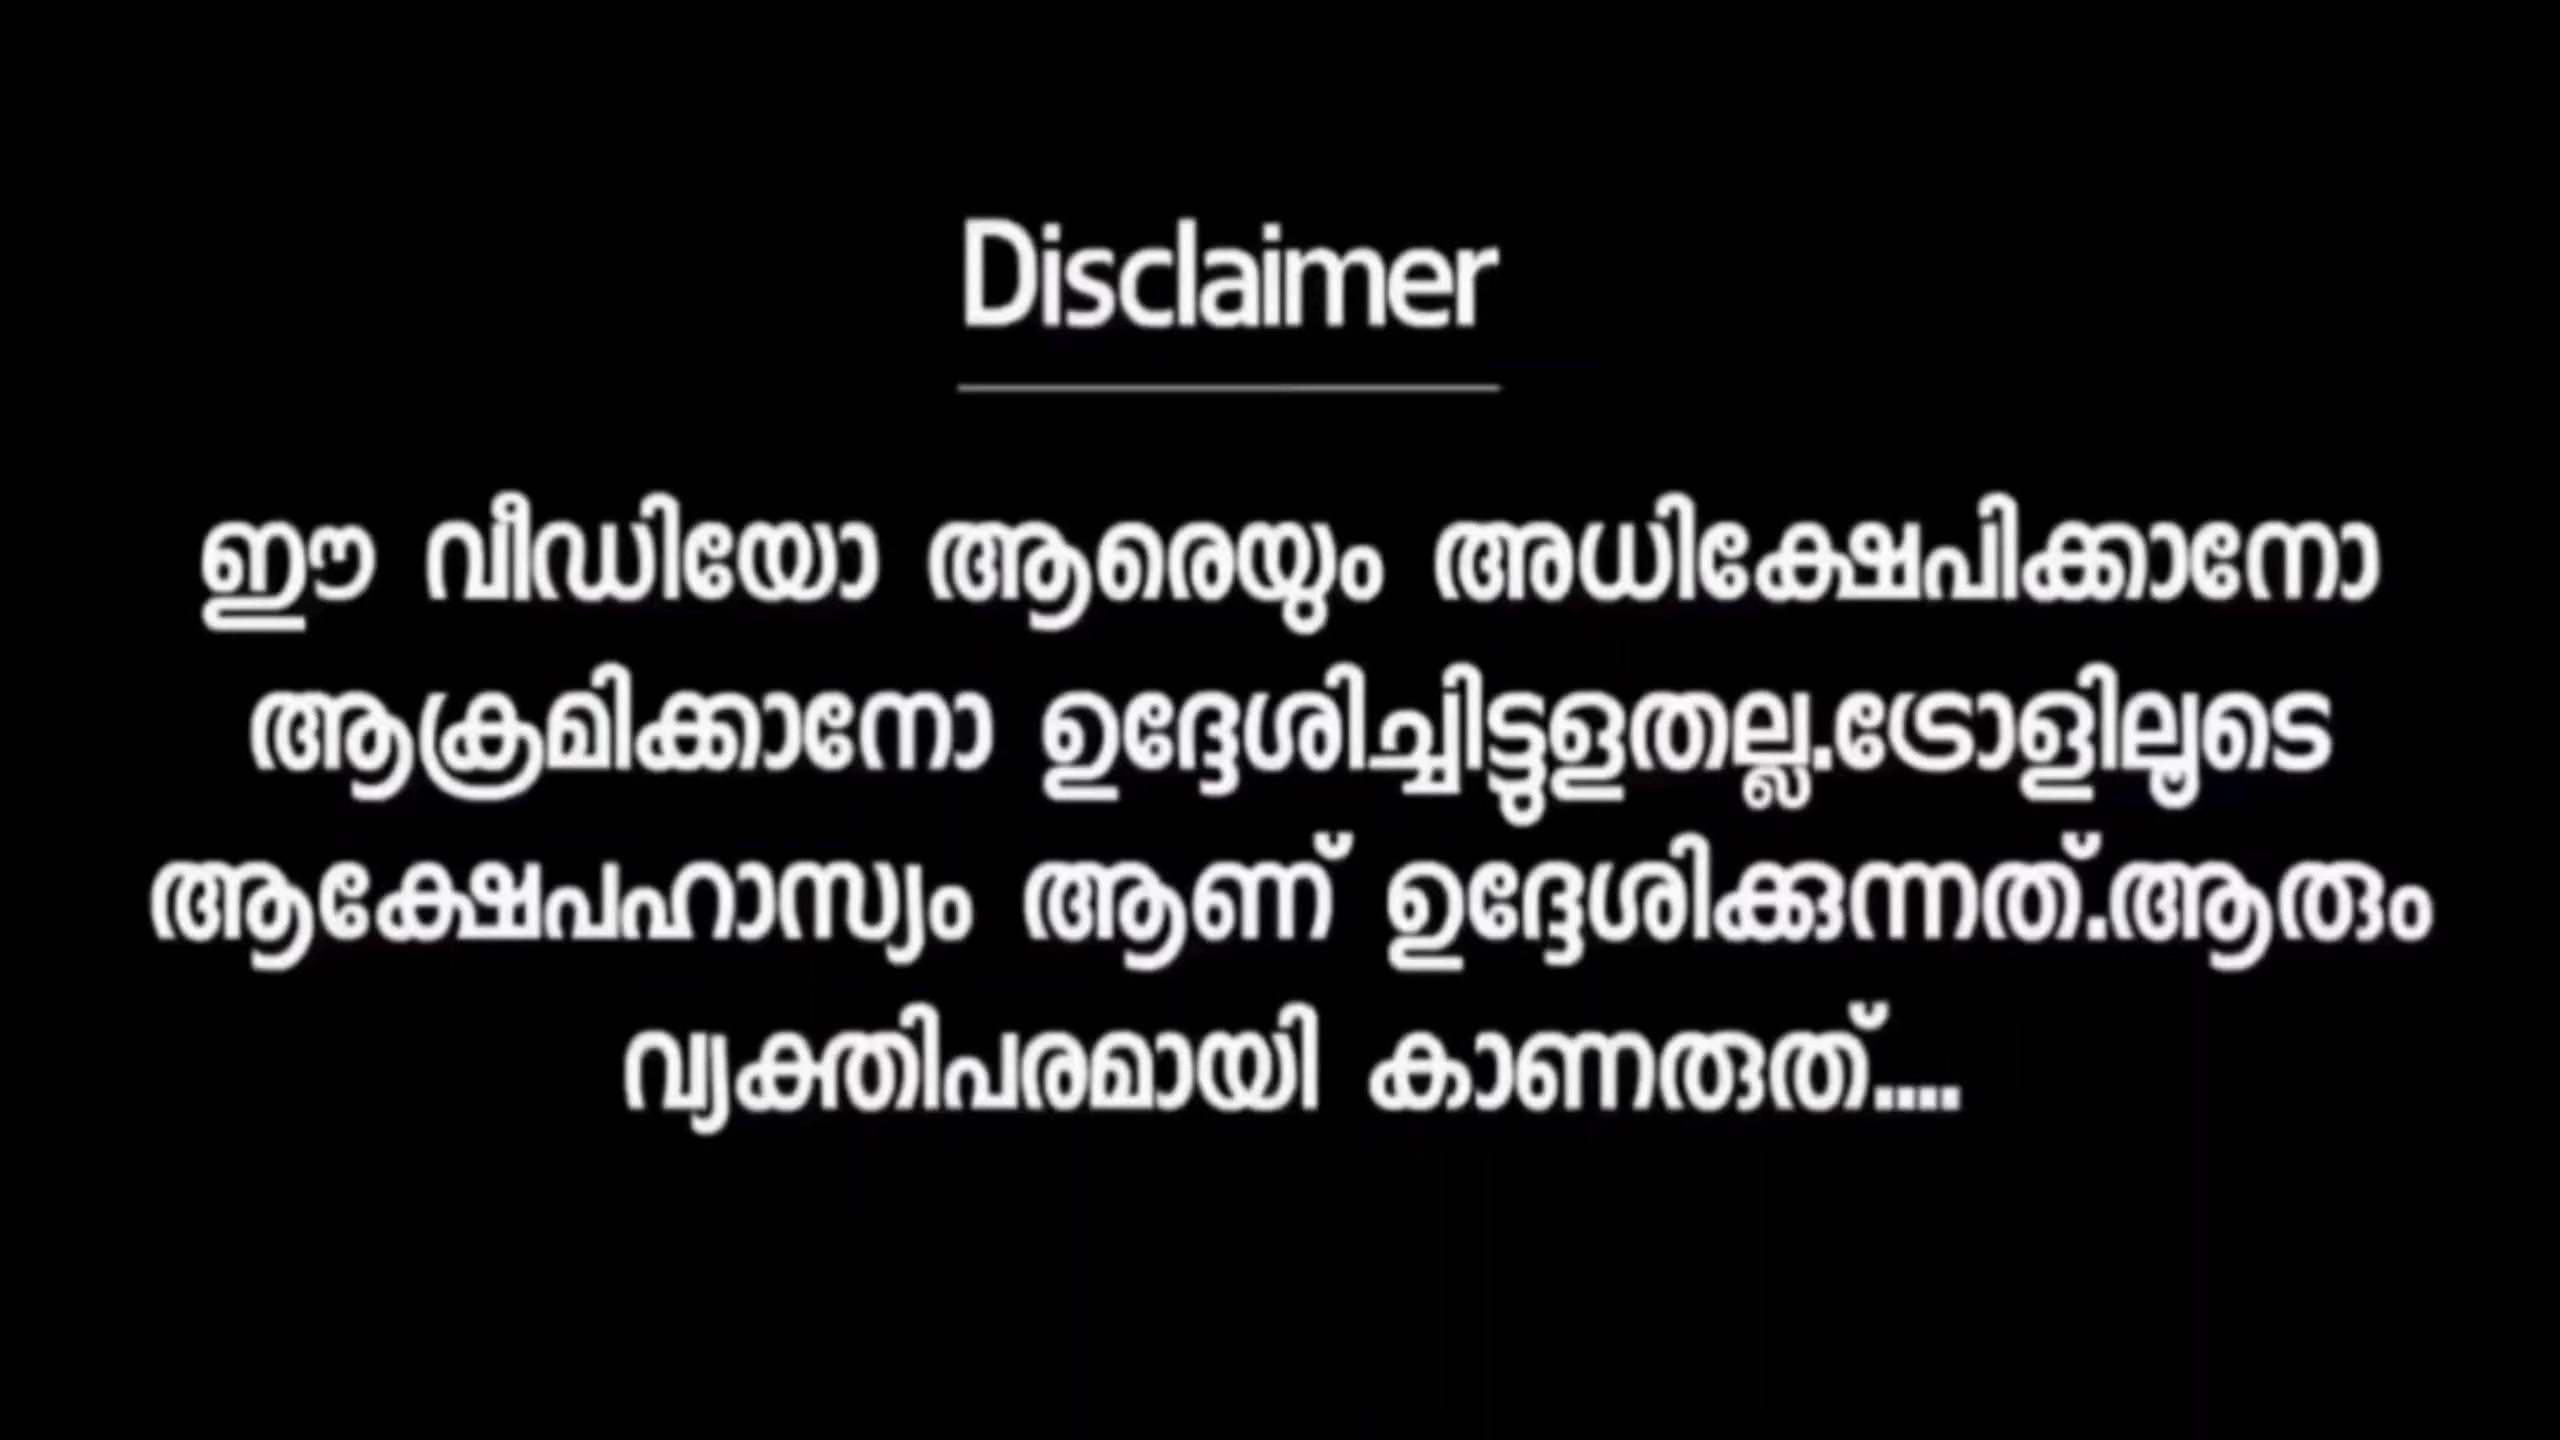 Disclaimer
ഈ വീഡിയോ ആരെയും അധിക്ഷേപിക്കാനോ
ആക്രമിക്കാനോ ഉദ്ദേശിച്ചിട്ടുളതല്ല.ട്രോളിലൂടെ
ആക്ഷേപഹാസ്യം ആണ് ഉദ്ദേശിക്കുന്നത്.ആരും
വ്യക്തിപരമായി കാണരുത്....